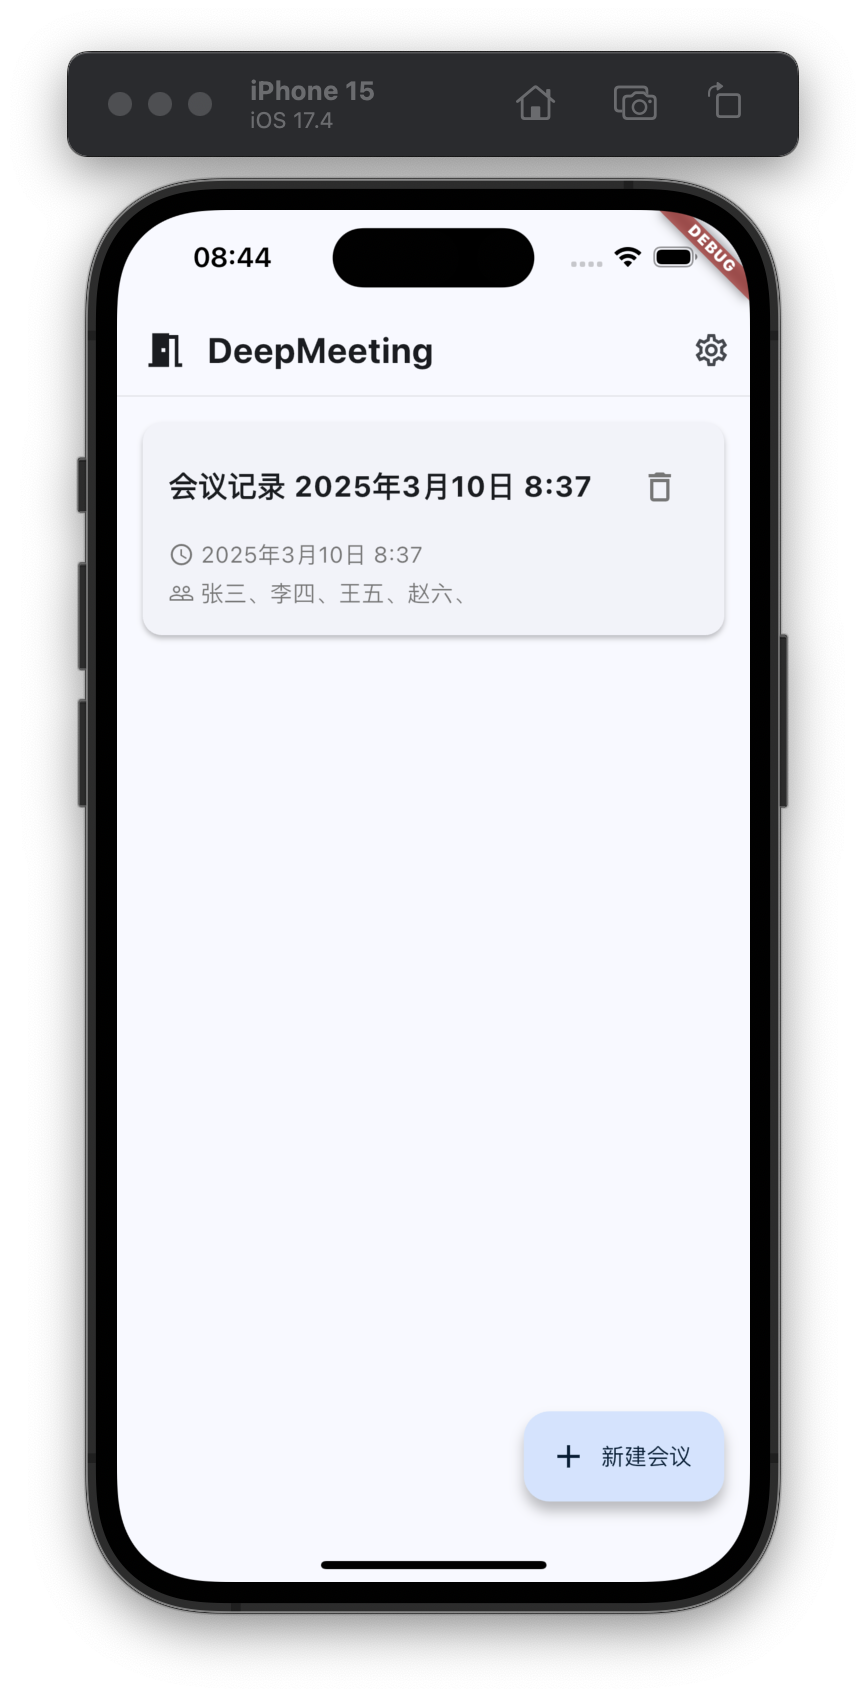 iPhone 15
iOS 17.4
08:44
DEBUG
DeepMeeting
会议记录 2025年3月10日 8:37
2025年3月10日 8:37
张三、李四、王五、赵六、
新建会议